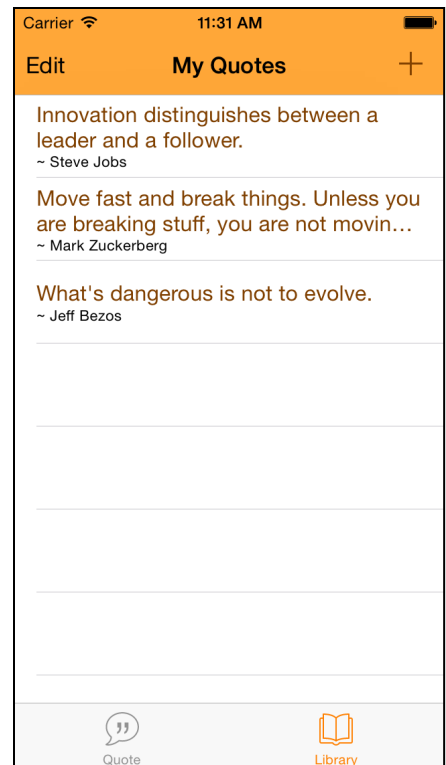 Carrier 11:31 AM
Edit My Quotes +
Innovation distinguishes between a
leader and a follower.
~ Steve Jobs
Move fast and break things. Unless you
are breaking stuff, you are not movin…
~ Mark Zuckerberg
What's dangerous is not to evolve.
~ Jeff Bezos
Quote Library